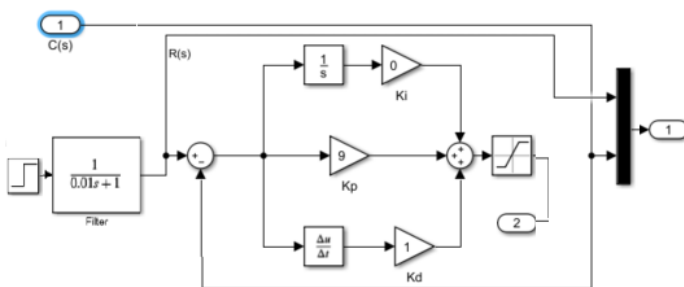 1
C(s)
R(s)
1
s
0
Ki
1
0.01s + 1
Filter
+
−
9
Kp
+
+
+
1
2
Δu
Δt
1
Kd